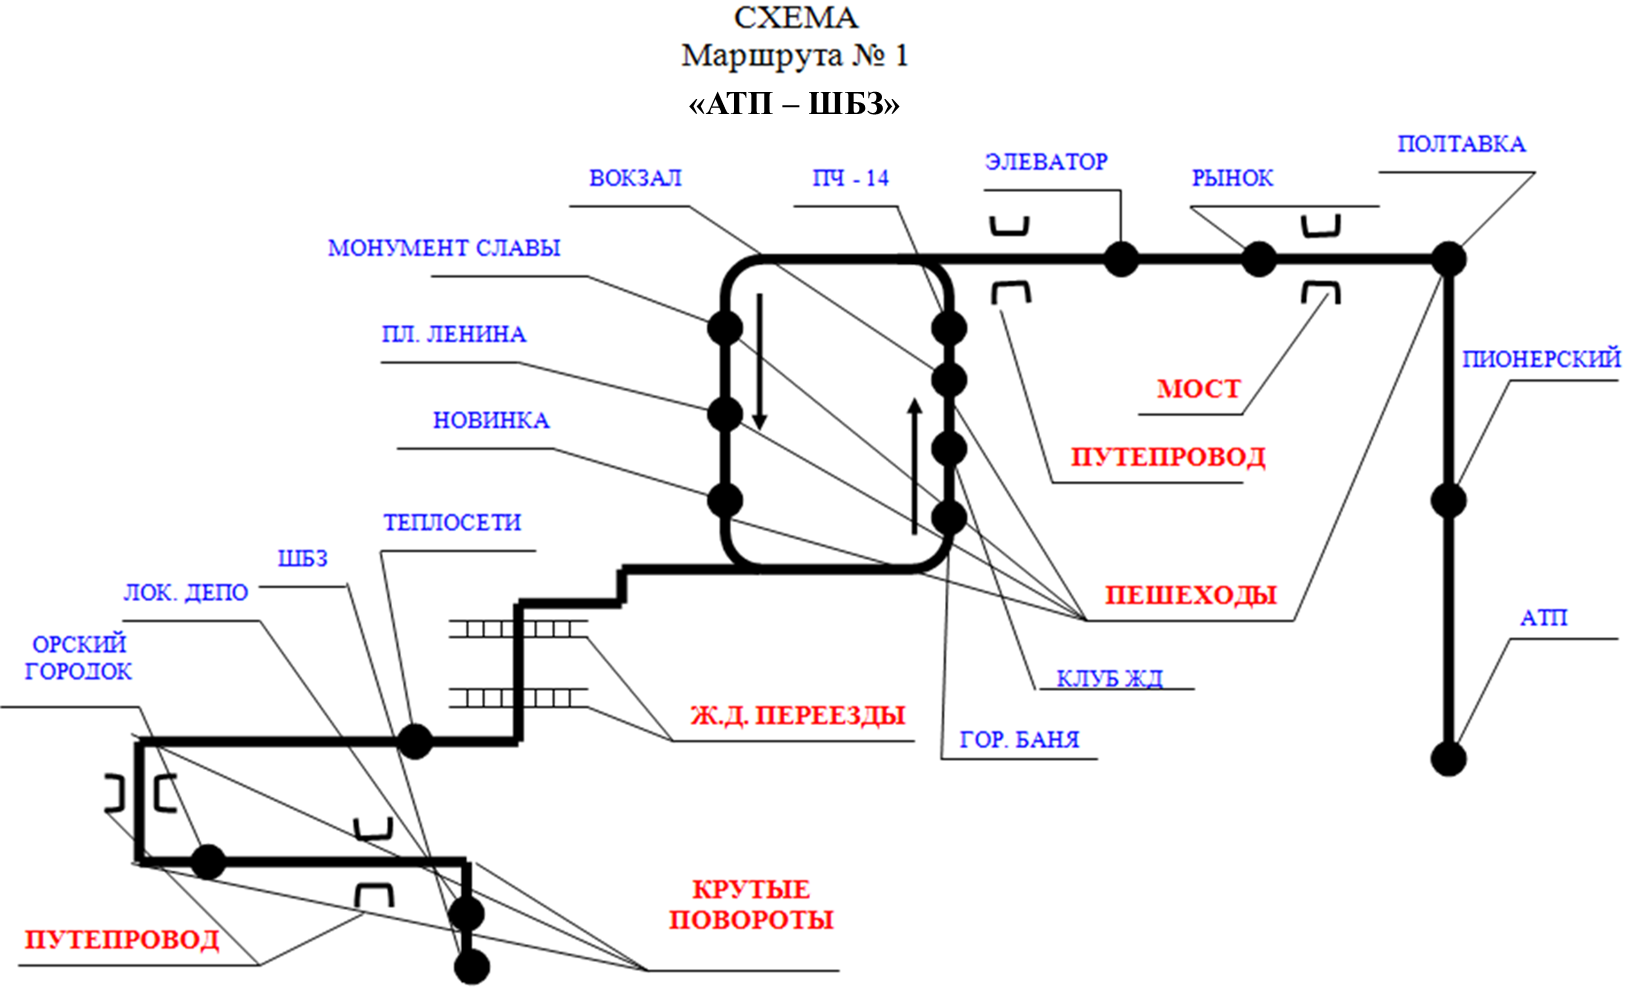 СХЕМА
Маршрута № 1
«АТП – ШБЗ»
ПОЛТАВКА
ЭЛЕВАТОР
ВОКЗАЛ
ПЧ - 14
РЫНОК
МОНУМЕНТ СЛАВЫ
ПЛ. ЛЕНИНА
ПИОНЕРСКИЙ
МОСТ
НОВИНКА
ПУТЕПРОВОД
ТЕПЛОСЕТИ
ШБЗ
ЛОК. ДЕПО
ПЕШЕХОДЫ
АТП
ОРСКИЙ
ГОРОДОК
КЛУБ ЖД
Ж.Д. ПЕРЕЕЗДЫ
ГОР. БАНЯ
КРУТЫЕ
ПОВОРОТЫ
ПУТЕПРОВОД